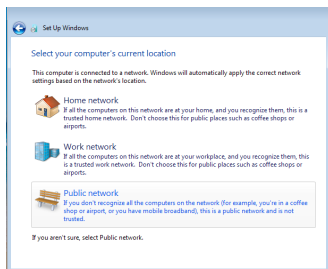 Set Up Windows
Select your computer's current location
This computer is connected to a network. Windows will automatically apply the correct network
settings based on the network's location.
Home network
If all the computers on this network are at your home, and you recognize them, this is a
trusted home network.  Don't choose this for public places such as coffee shops or
airports.
Work network
If all the computers on this network are at your workplace, and you recognize them, this
is a trusted work network.  Don't choose this for public places such as coffee shops or
airports.
Public network
If you don't recognize all the computers on the network (for example, you're in a coffee
shop or airport, or you have mobile broadband), this is a public network and is not
trusted.
If you aren't sure, select Public network.